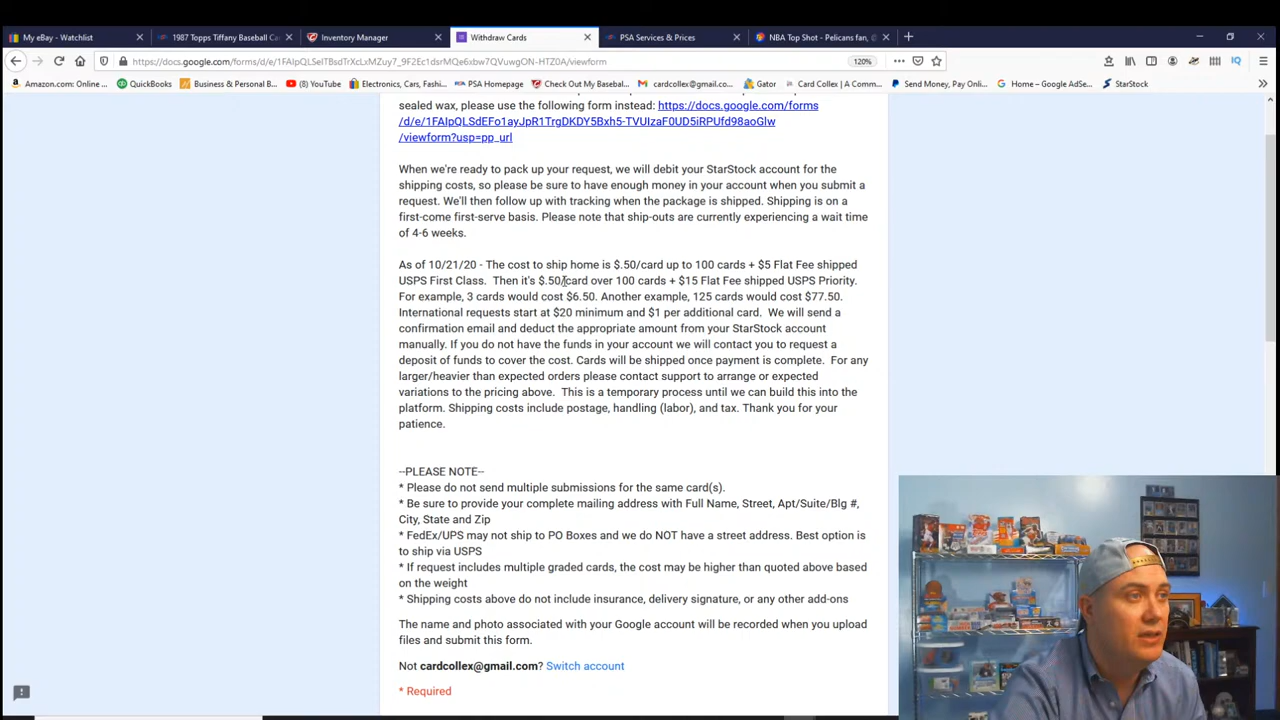 My eBay - Watchlist
1987 Topps Tiffany Baseball Ca
Inventory Manager
Withdraw Cards
PSA Services & Prices
NBA Top Shot - Pelicans fan,
https://docs.google.com/forms/d/e/1FAIpQLSelTBsdTrXcLxMZuy7_9F2Ec1dsrMQe6xbw7QVuwgON-HTZ0A/viewform
120%
Amazon.com: Online ...
QuickBooks
Business & Personal B...
(8) YouTube
Electronics, Cars, Fashi...
PSA Homepage
Check Out My Baseball...
cardcollex@gmail.com...
Gator
Card Collex | A Comm...
Send Money, Pay Onli...
Google AdSe...
StarStock
sealed wax, please use the following form instead: https://docs.google.com/forms
/d/e/1FAIpQLSdEFo1ayJpR1TrgDKDY5Bxh5-TVUIzaF0UD5iRPUfd98aoGlw
/viewform?usp=pp_url
When we're ready to pack up your request, we will debit your StarStock account for the
shipping costs, so please be sure to have enough money in your account when you submit a
request. We'll then follow up with tracking when the package is shipped. Shipping is on a
first-come first-serve basis. Please note that ship-outs are currently experiencing a wait time
of 4-6 weeks.
As of 10/21/20 - The cost to ship home is $.50/card up to 100 cards + $5 Flat Fee shipped
USPS First Class. Then it's $.50/card over 100 cards + $15 Flat Fee shipped USPS Priority.
For example, 3 cards would cost $6.50. Another example, 125 cards would cost $77.50.
International requests start at $20 minimum and $1 per additional card. We will send a
confirmation email and deduct the appropriate amount from your StarStock account
manually. If you do not have the funds in your account we will contact you to request a
deposit of funds to cover the cost. Cards will be shipped once payment is complete. For any
larger/heavier than expected orders please contact support to arrange or expected
variations to the pricing above. This is a temporary process until we can build this into the
platform. Shipping costs include postage, handling (labor), and tax. Thank you for your
patience.
--PLEASE NOTE--
* Please do not send multiple submissions for the same card(s).
* Be sure to provide your complete mailing address with Full Name, Street, Apt/Suite/Blg #,
City, State and Zip
* FedEx/UPS may not ship to PO Boxes and we do NOT have a street address. Best option is
to ship via USPS
* If request includes multiple graded cards, the cost may be higher than quoted above based
on the weight
* Shipping costs above do not include insurance, delivery signature, or any other add-ons
The name and photo associated with your Google account will be recorded when you upload
files and submit this form.
Not cardcollex@gmail.com? Switch account
* Required